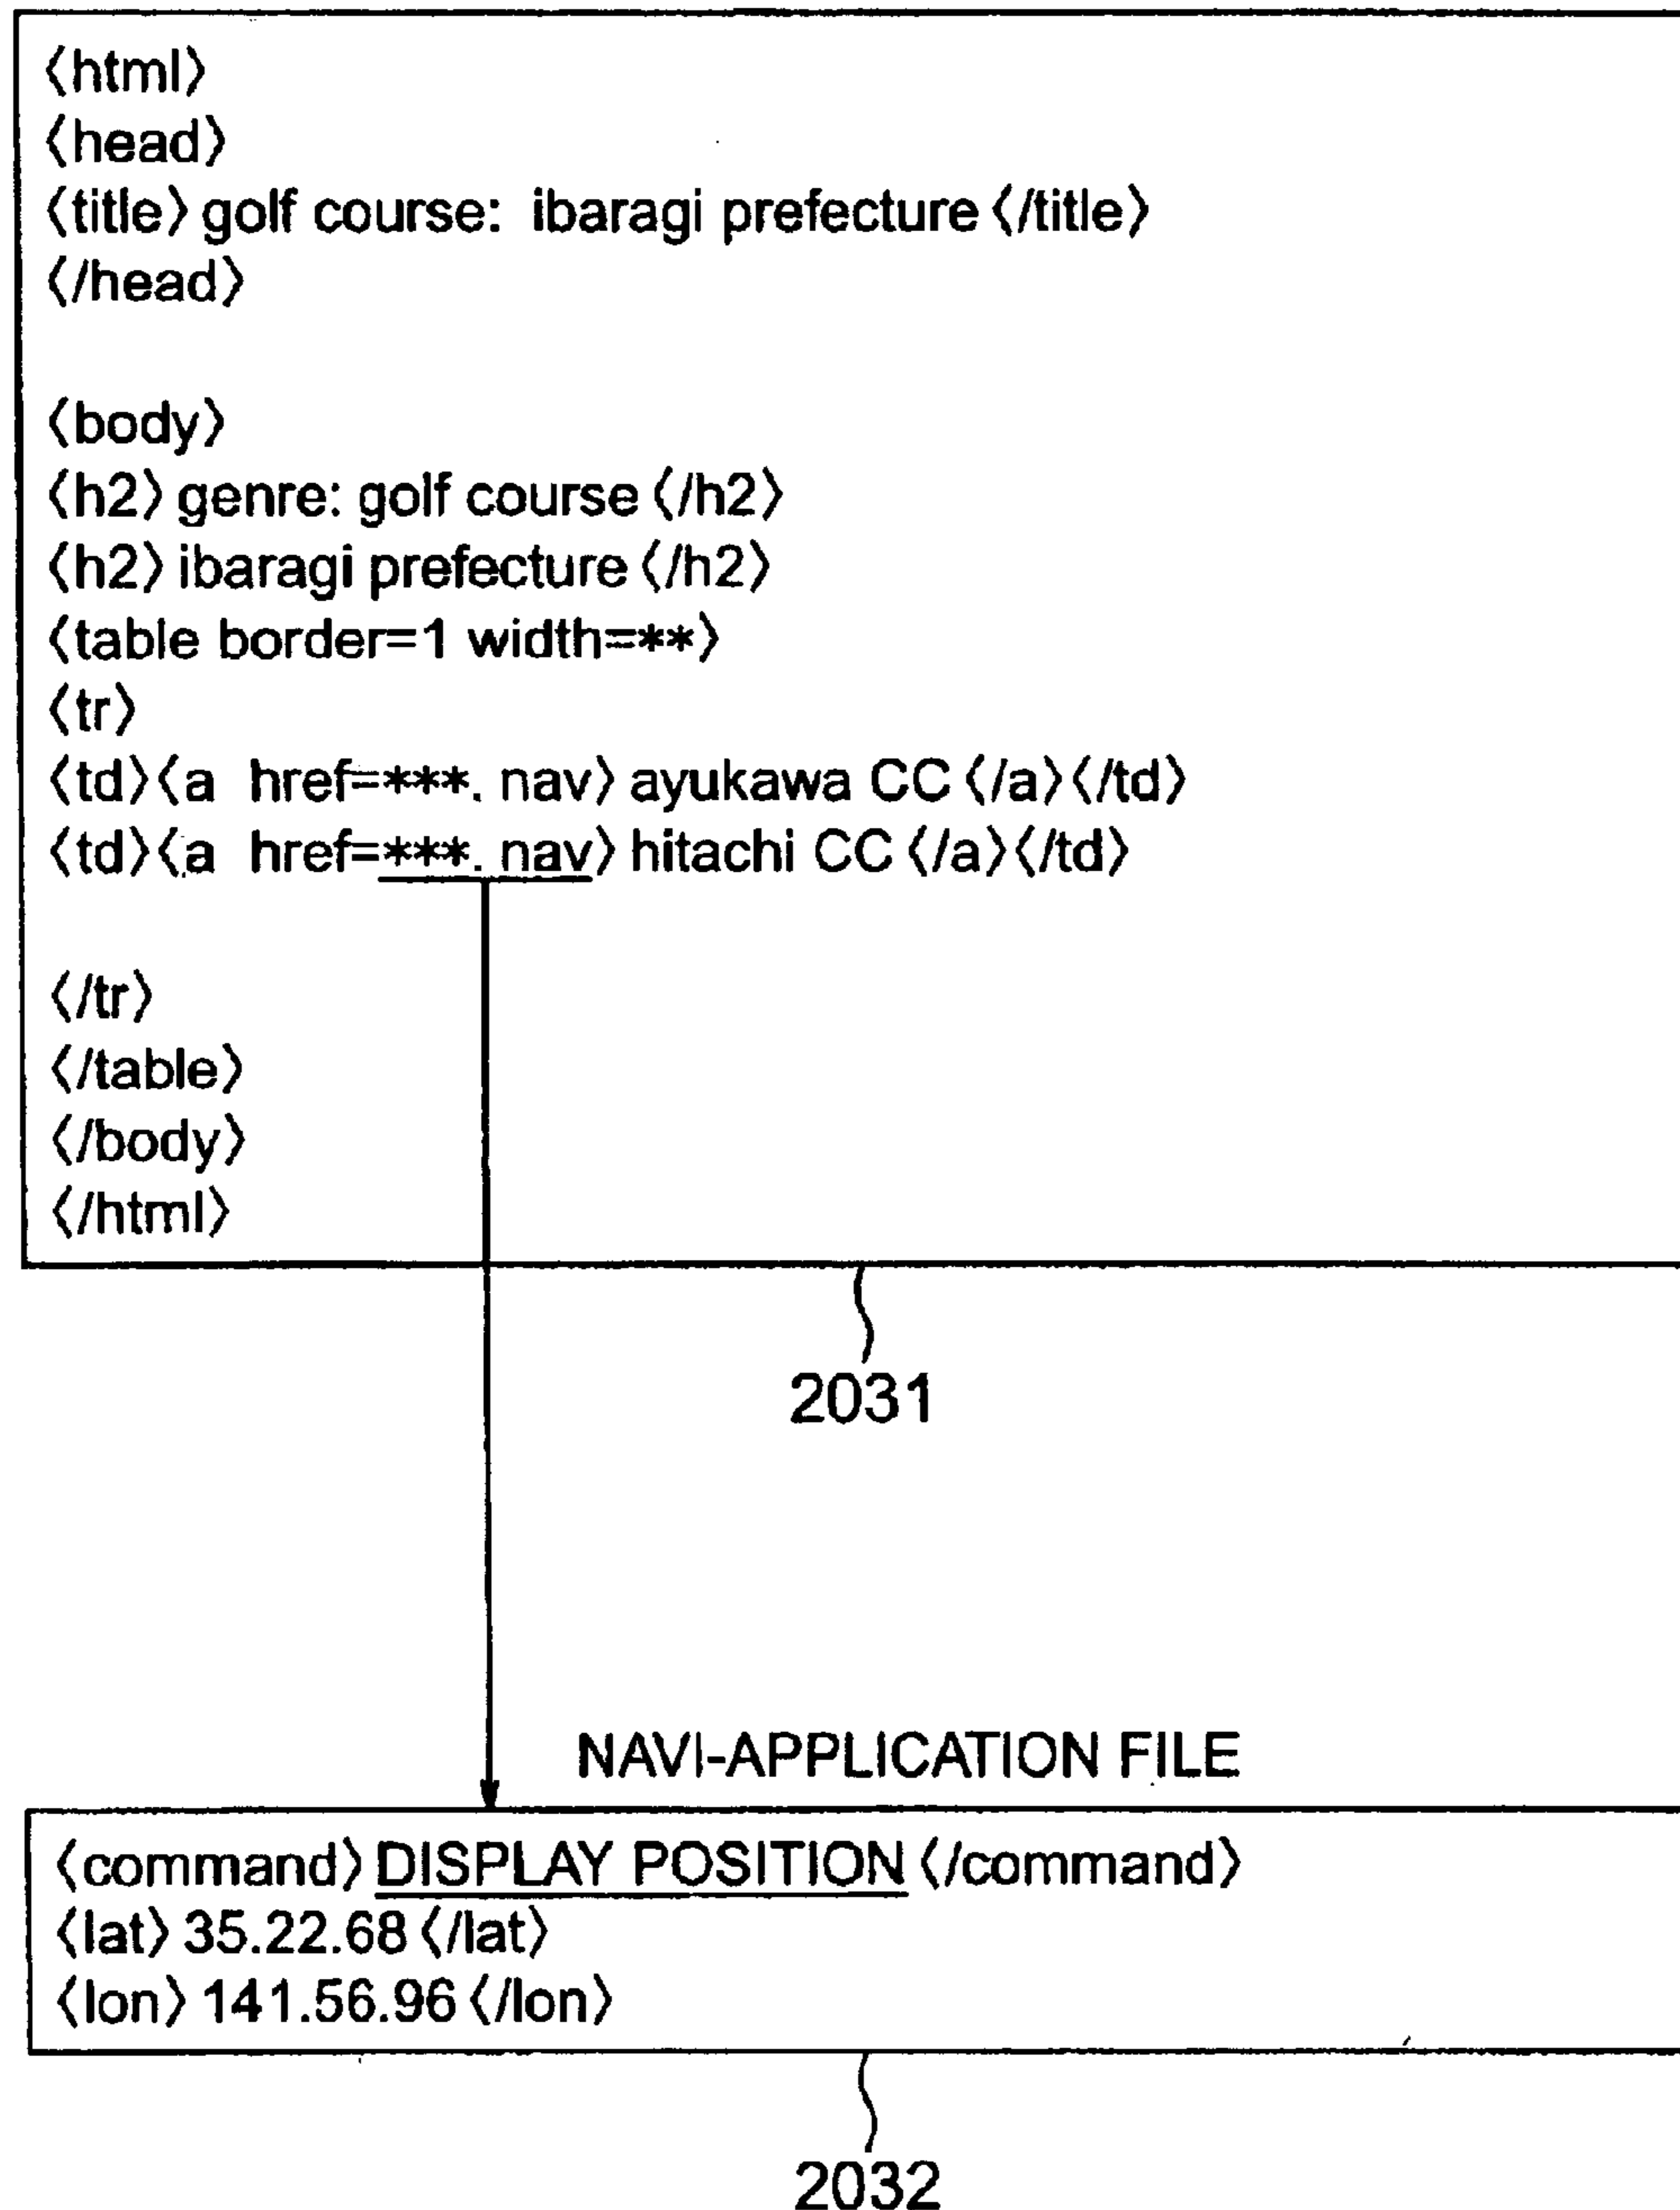 〈html〉
〈head〉
〈title〉 golf course: ibaragi prefecture 〈/title〉
〈/head〉
〈body〉
〈h2〉 genre: golf course 〈/h2〉
〈h2〉 ibaragi prefecture 〈/h2〉
〈table border=1 width=**〉
〈tr〉
〈td〉〈a href=***. nav〉 ayukawa CC 〈/a〉〈/td〉
〈td〉〈a href=***. nav〉 hitachi CC 〈/a〉〈/td〉
〈/tr〉
〈/table〉
〈/body〉
〈/html〉
2031
NAVI-APPLICATION FILE
〈command〉 DISPLAY POSITION 〈/command〉
〈lat〉 35.22.68 〈/lat〉
〈lon〉 141.56.96 〈/lon〉
2032